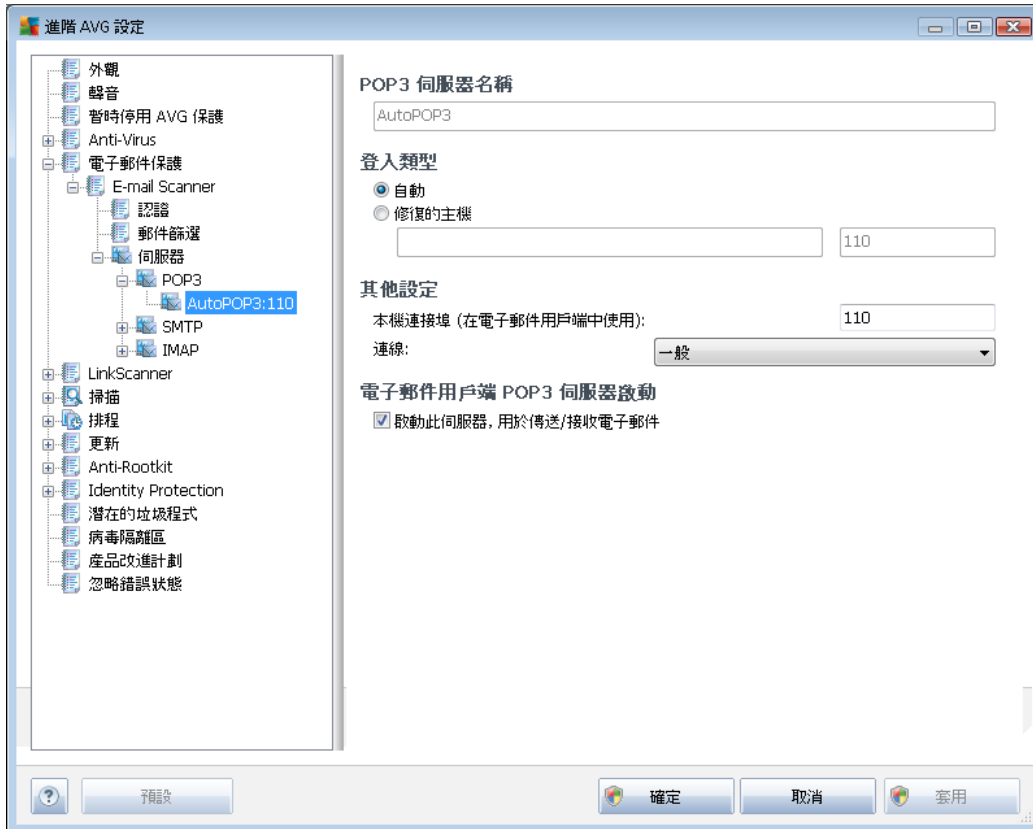 進階 AVG 設定
外觀
聲音
暫時停用 AVG 保護
Anti-Virus
電子郵件保護
E-mail Scanner
認證
郵件篩選
伺服器
POP3
AutoPOP3:110
SMTP
IMAP
LinkScanner
掃描
排程
更新
Anti-Rootkit
Identity Protection
潛在的垃圾程式
病毒隔離區
產品改進計劃
忽略錯誤狀態
POP3 伺服器名稱
AutoPOP3
登入類型
自動
修復的主機
110
其他設定
本機連接埠 (在電子郵件用戶端中使用): 110
連線: 一般
電子郵件用戶端 POP3 伺服器啟動
啟動此伺服器, 用於傳送/接收電子郵件
? 預設 確定 取消 套用